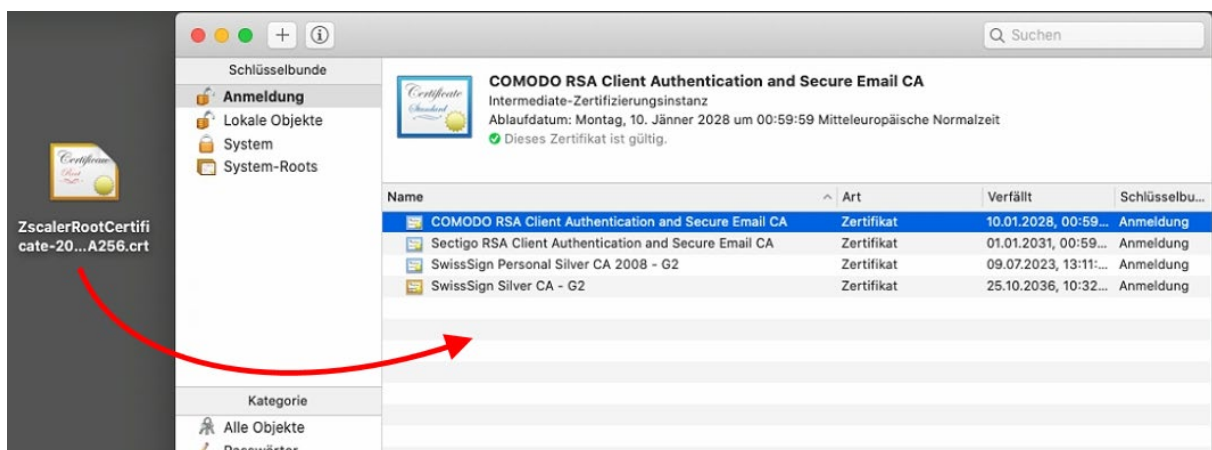 Suchen
Schlüsselbunde
Anmeldung
Lokale Objekte
System
System-Roots
Certificate
Standard
COMODO RSA Client Authentication and Secure Email CA
Intermediate-Zertifizierungsinstanz
Ablaufdatum: Montag, 10. Jänner 2028 um 00:59:59 Mitteleuropäische Normalzeit
Dieses Zertifikat ist gültig.
Certificate
Root
ZscalerRootCertifi
cate-20...A256.crt
Name Art Verfällt Schlüsselbu...
COMODO RSA Client Authentication and Secure Email CA Zertifikat 10.01.2028, 00:59... Anmeldung
Sectigo RSA Client Authentication and Secure Email CA Zertifikat 01.01.2031, 00:59... Anmeldung
SwissSign Personal Silver CA 2008 - G2 Zertifikat 09.07.2023, 13:11:... Anmeldung
SwissSign Silver CA - G2 Zertifikat 25.10.2036, 10:32... Anmeldung
Kategorie
Alle Objekte